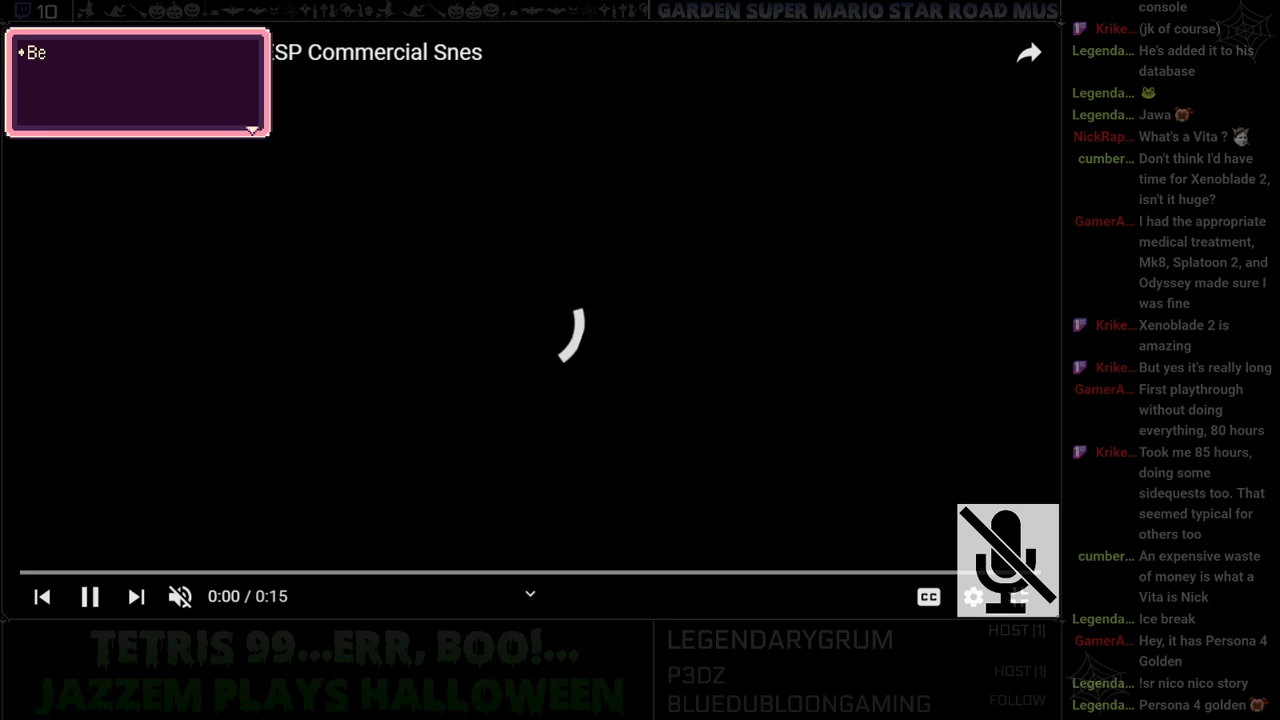 10
GARDEN SUPER MARIO STAR ROAD MUS
•Be
SP Commercial Snes
0:00 / 0:15
CC
TETRIS 99...ERR, BOO!...
JAZZEM PLAYS HALLOWEEN
LEGENDARYGRUM
HOST [1]
P3DZ
HOST [1]
BLUEDUBLOONGAMING
FOLLOW
console
Krike... (jk of course)
Legenda... He's added it to his
database
Legenda...
Legenda... Jawa
NickRap... What's a Vita ?
cumber... Don't think I'd have
time for Xenoblade 2,
isn't it huge?
GamerA... I had the appropriate
medical treatment,
Mk8, Splatoon 2, and
Odyssey made sure I
was fine
Krike... Xenoblade 2 is
amazing
Krike... But yes it's really long
GamerA... First playthrough
without doing
everything, 80 hours
Krike... Took me 85 hours,
doing some
sidequests too. That
seemed typical for
others too
cumber... An expensive waste
of money is what a
Vita is Nick
Legenda... Ice break
GamerA... Hey, it has Persona 4
Golden
Legenda... !sr nico nico story
Legenda... Persona 4 golden